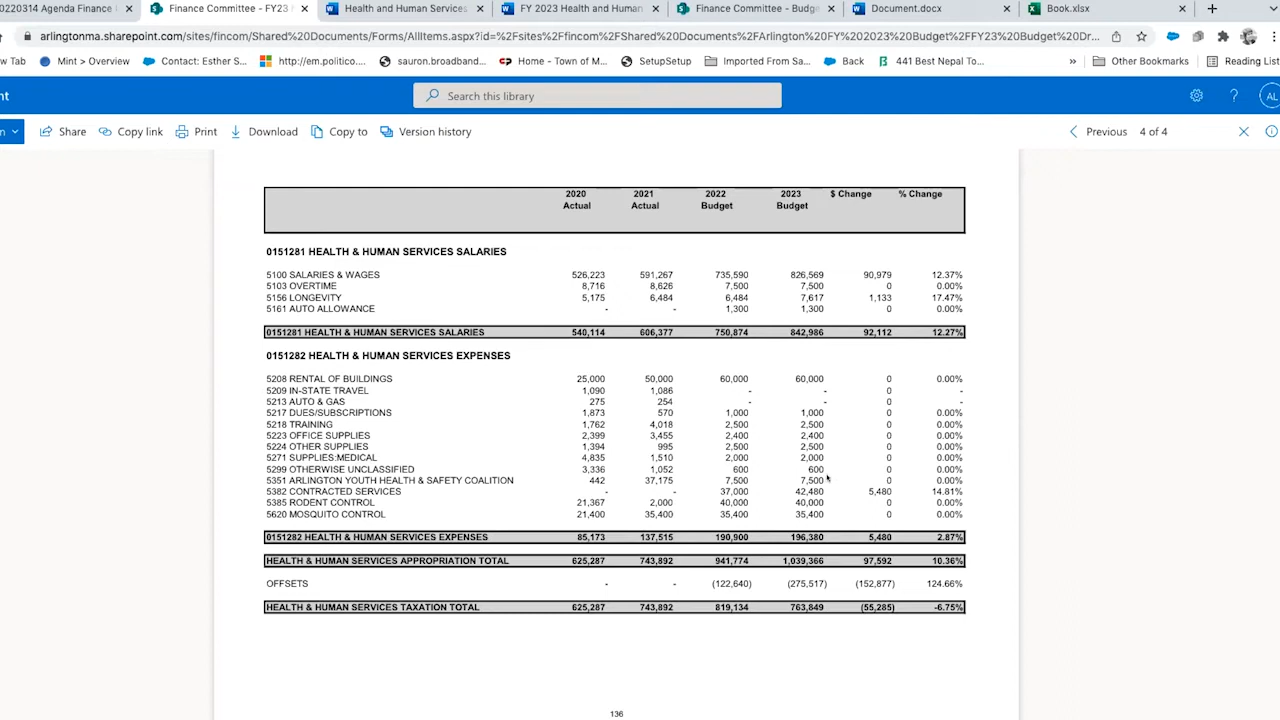 0220314 Agenda Finance Finance Committee - FY23 Health and Human Services FY 2023 Health and Human Finance Committee - Budge Document.docx Book.xlsx
arlingtonma.sharepoint.com/sites/fincom/Shared%20Documents/Forms/AllItems.aspx?id=%2Fsites%2Ffincom%2FShared%20Documents%2FArlington%20FY%202023%20Budget%2FFY23%20Budget%20Dr...
w Tab Mint > Overview Contact: Esther S... http://em.politico.... sauron.broadband... Home - Town of M... SetupSetup Imported From Sa... Back 441 Best Nepal To... » Other Bookmarks Reading List
nt Search this library ? AL
n Share Copy link Print Download Copy to Version history Previous 4 of 4
2020 2021 2022 2023 $ Change % Change
Actual Actual Budget Budget
0151281 HEALTH & HUMAN SERVICES SALARIES
5100 SALARIES & WAGES 526,223 591,267 735,590 826,569 90,979 12.37%
5103 OVERTIME 8,716 8,626 7,500 7,500 0 0.00%
5156 LONGEVITY 5,175 6,484 6,484 7,617 1,133 17.47%
5161 AUTO ALLOWANCE - - 1,300 1,300 0 0.00%
0151281 HEALTH & HUMAN SERVICES SALARIES 540,114 606,377 750,874 842,986 92,112 12.27%
0151282 HEALTH & HUMAN SERVICES EXPENSES
5208 RENTAL OF BUILDINGS 25,000 50,000 60,000 60,000 0 0.00%
5209 IN-STATE TRAVEL 1,090 1,086 - - 0 -
5213 AUTO & GAS 275 254 - - 0 -
5217 DUES/SUBSCRIPTIONS 1,873 570 1,000 1,000 0 0.00%
5218 TRAINING 1,762 4,018 2,500 2,500 0 0.00%
5223 OFFICE SUPPLIES 2,399 3,455 2,400 2,400 0 0.00%
5224 OTHER SUPPLIES 1,394 995 2,500 2,500 0 0.00%
5271 SUPPLIES:MEDICAL 4,835 1,510 2,000 2,000 0 0.00%
5299 OTHERWISE UNCLASSIFIED 3,336 1,052 600 600 0 0.00%
5351 ARLINGTON YOUTH HEALTH & SAFETY COALITION 442 37,175 7,500 7,500 0 0.00%
5382 CONTRACTED SERVICES - - 37,000 42,480 5,480 14.81%
5385 RODENT CONTROL 21,367 2,000 40,000 40,000 0 0.00%
5620 MOSQUITO CONTROL 21,400 35,400 35,400 35,400 0 0.00%
0151282 HEALTH & HUMAN SERVICES EXPENSES 85,173 137,515 190,900 196,380 5,480 2.87%
HEALTH & HUMAN SERVICES APPROPRIATION TOTAL 625,287 743,892 941,774 1,039,366 97,592 10.36%
OFFSETS - - (122,640) (275,517) (152,877) 124.66%
HEALTH & HUMAN SERVICES TAXATION TOTAL 625,287 743,892 819,134 763,849 (55,285) -6.75%
136